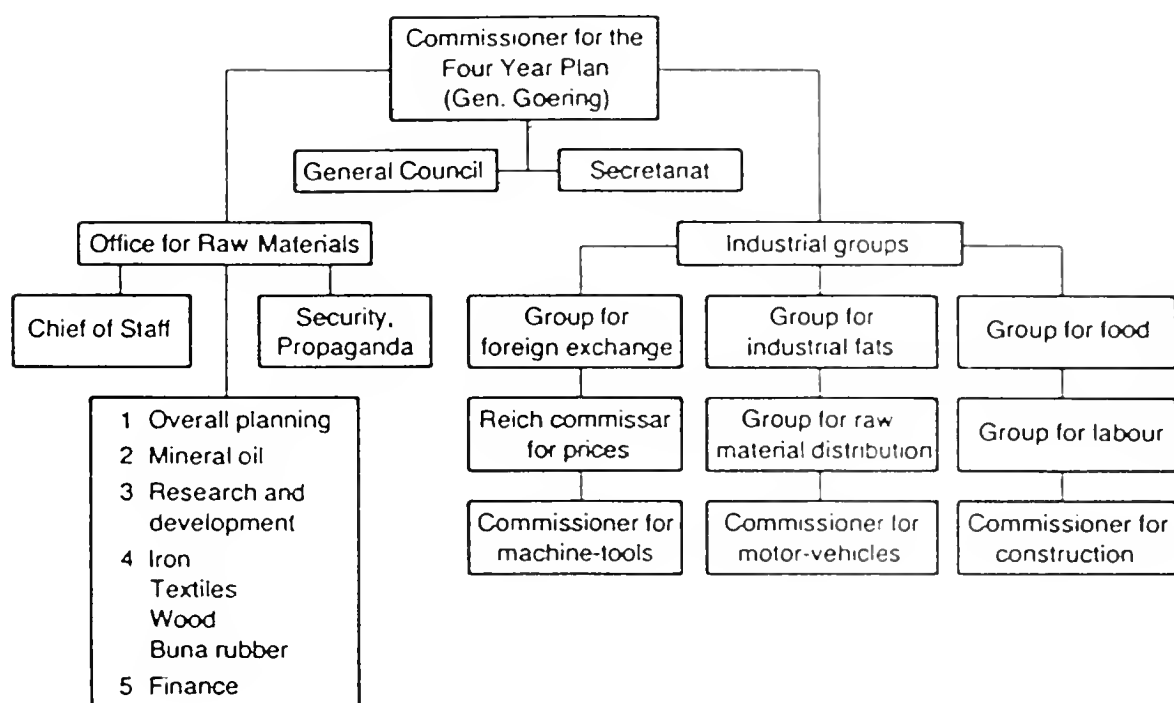 Commissioner for the
Four Year Plan
(Gen. Goering)
General Council
Secretariat
Office for Raw Materials
Industrial groups
Chief of Staff
Security,
Propaganda
Group for
foreign exchange
Group for
industrial fats
Group for food
Reich commissar
for prices
Group for raw
material distribution
Group for labour
Commissioner for
machine-tools
Commissioner for
motor-vehicles
Commissioner for
construction
1 Overall planning
2 Mineral oil
3 Research and
development
4 Iron
Textiles
Wood
Buna rubber
5 Finance